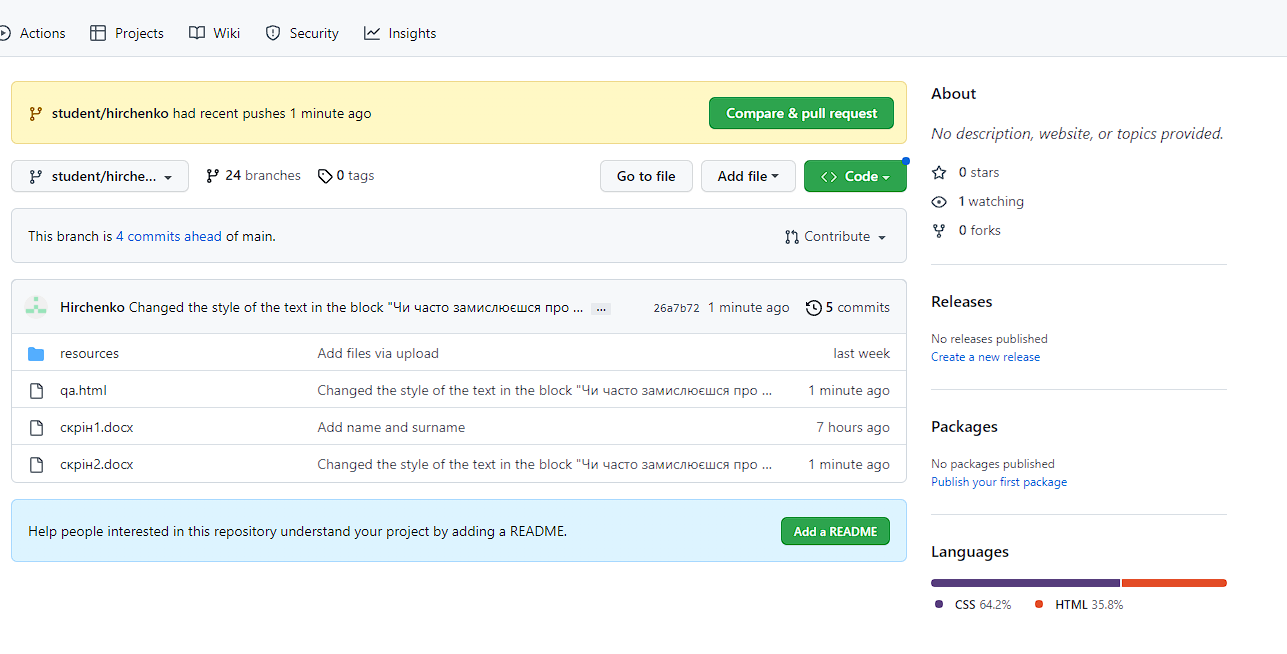 Actions Projects Wiki Security Insights
student/hirchenko had recent pushes 1 minute ago Compare & pull request
student/hirche... 24 branches 0 tags Go to file Add file Code
This branch is 4 commits ahead of main. Contribute
Hirchenko Changed the style of the text in the block "Чи часто замислюєшся про ... ... 26a7b72 1 minute ago 5 commits
resources Add files via upload last week
qa.html Changed the style of the text in the block "Чи часто замислюєшся про ... 1 minute ago
скрін1.docx Add name and surname 7 hours ago
скрін2.docx Changed the style of the text in the block "Чи часто замислюєшся про ... 1 minute ago
Help people interested in this repository understand your project by adding a README. Add a README
About
No description, website, or topics provided.
0 stars
1 watching
0 forks
Releases
No releases published
Create a new release
Packages
No packages published
Publish your first package
Languages
CSS 64.2% HTML 35.8%